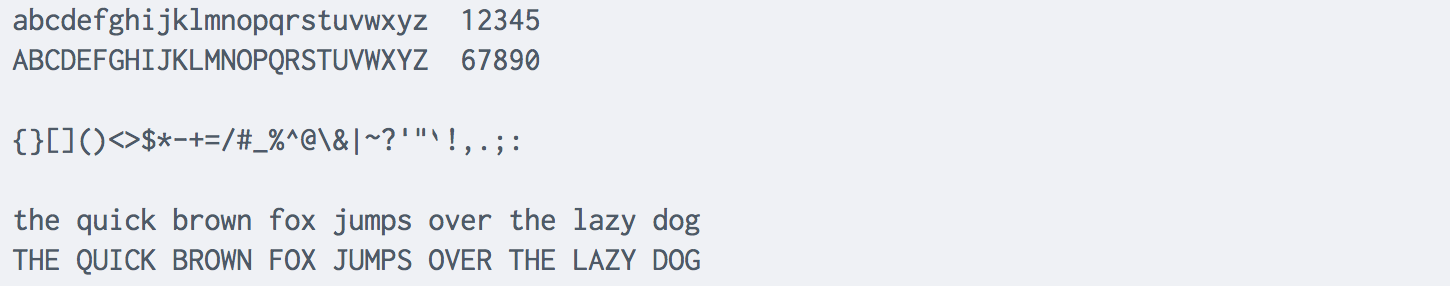 abcdefghijklmnopqrstuvwxyz  12345
ABCDEFGHIJKLMNOPQRSTUVWXYZ  67890
{}[]()<>$*-+=/#_%^@\&|~?'"`!,.;:
the quick brown fox jumps over the lazy dog
THE QUICK BROWN FOX JUMPS OVER THE LAZY DOG